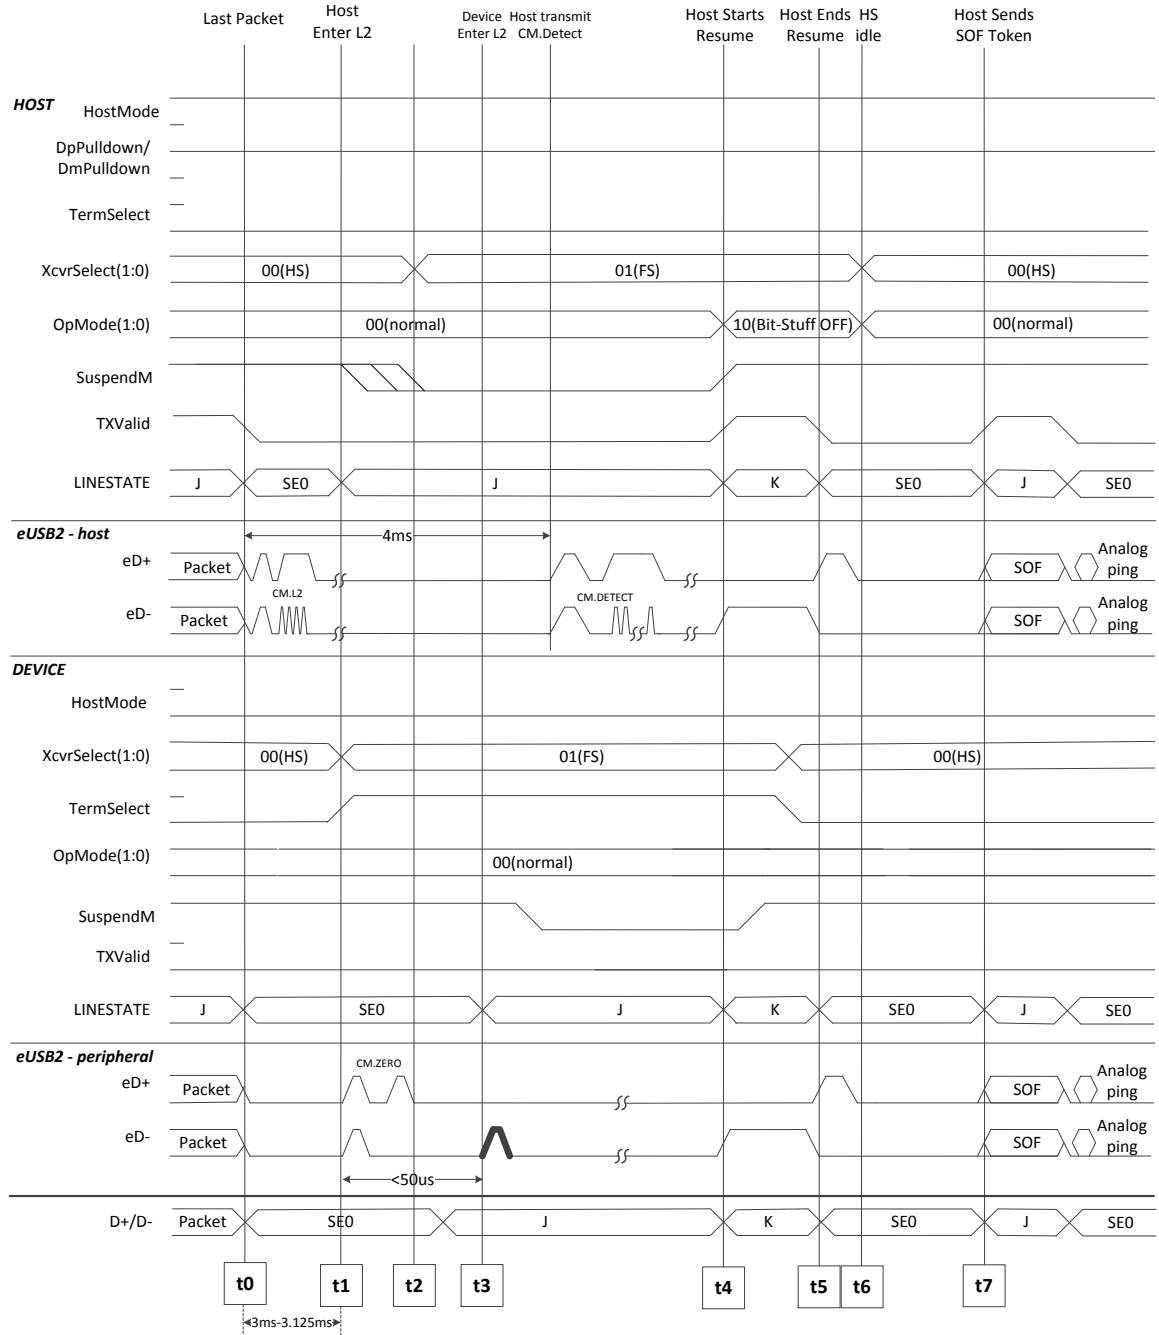 Last Packet
Host
Enter L2
Device
Enter L2
Host transmit
CM.Detect
Host Starts
Resume
Host Ends
Resume
HS
idle
Host Sends
SOF Token
HOST
HostMode
DpPulldown/
DmPulldown
TermSelect
XcvrSelect(1:0) 00(HS) 01(FS) 00(HS)
OpMode(1:0) 00(normal) 10(Bit-Stuff OFF) 00(normal)
SuspendM
TXValid
LINESTATE J SE0 J K SE0 J SE0
eUSB2 - host
4ms
eD+ Packet SOF Analog
ping
CM.L2 CM.DETECT
eD- Packet SOF Analog
ping
DEVICE
HostMode
XcvrSelect(1:0) 00(HS) 01(FS) 00(HS)
TermSelect
OpMode(1:0) 00(normal)
SuspendM
TXValid
LINESTATE J SE0 J K SE0 J SE0
eUSB2 - peripheral
CM.ZERO
eD+ Packet SOF Analog
ping
eD- Packet SOF Analog
ping
<50us
D+/D- Packet SE0 J K SE0 J SE0
t0 t1 t2 t3 t4 t5 t6 t7
3ms-3.125ms